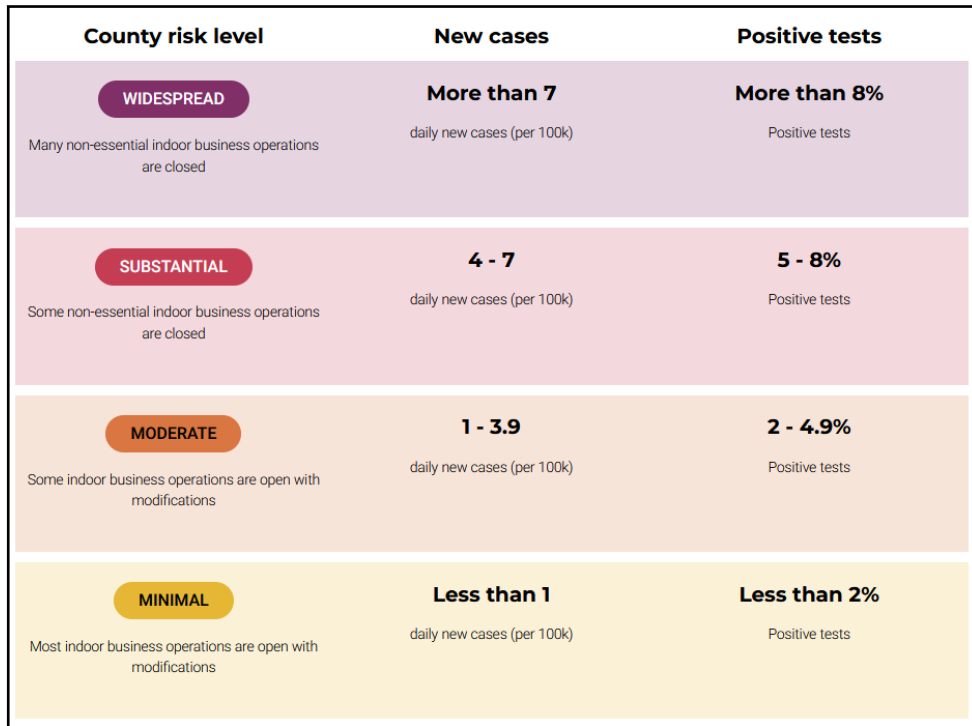 County risk level New cases Positive tests
WIDESPREAD More than 7 More than 8%
Many non-essential indoor business operations daily new cases (per 100k) Positive tests
are closed
SUBSTANTIAL 4 - 7 5 - 8%
Some non-essential indoor business operations daily new cases (per 100k) Positive tests
are closed
MODERATE 1 - 3.9 2 - 4.9%
Some indoor business operations are open with daily new cases (per 100k) Positive tests
modifications
MINIMAL Less than 1 Less than 2%
Most indoor business operations are open with daily new cases (per 100k) Positive tests
modifications